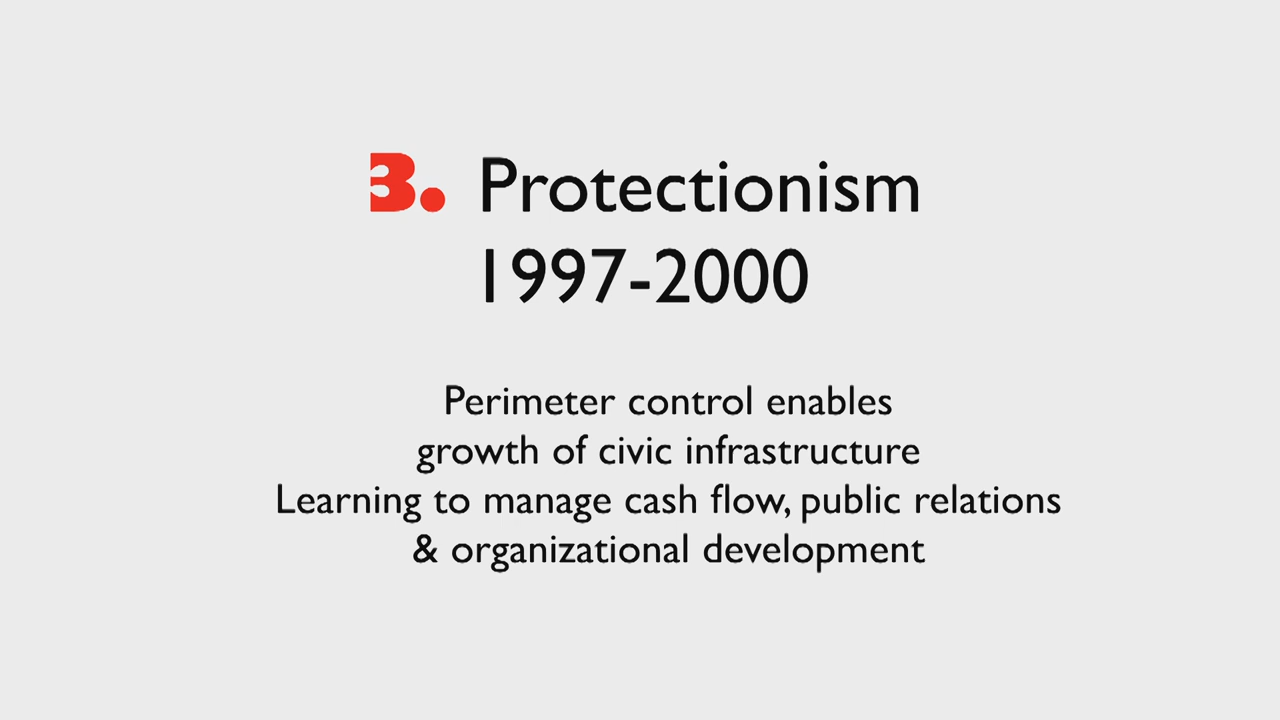 3. Protectionism
1997-2000
Perimeter control enables
growth of civic infrastructure
Learning to manage cash flow, public relations
& organizational development